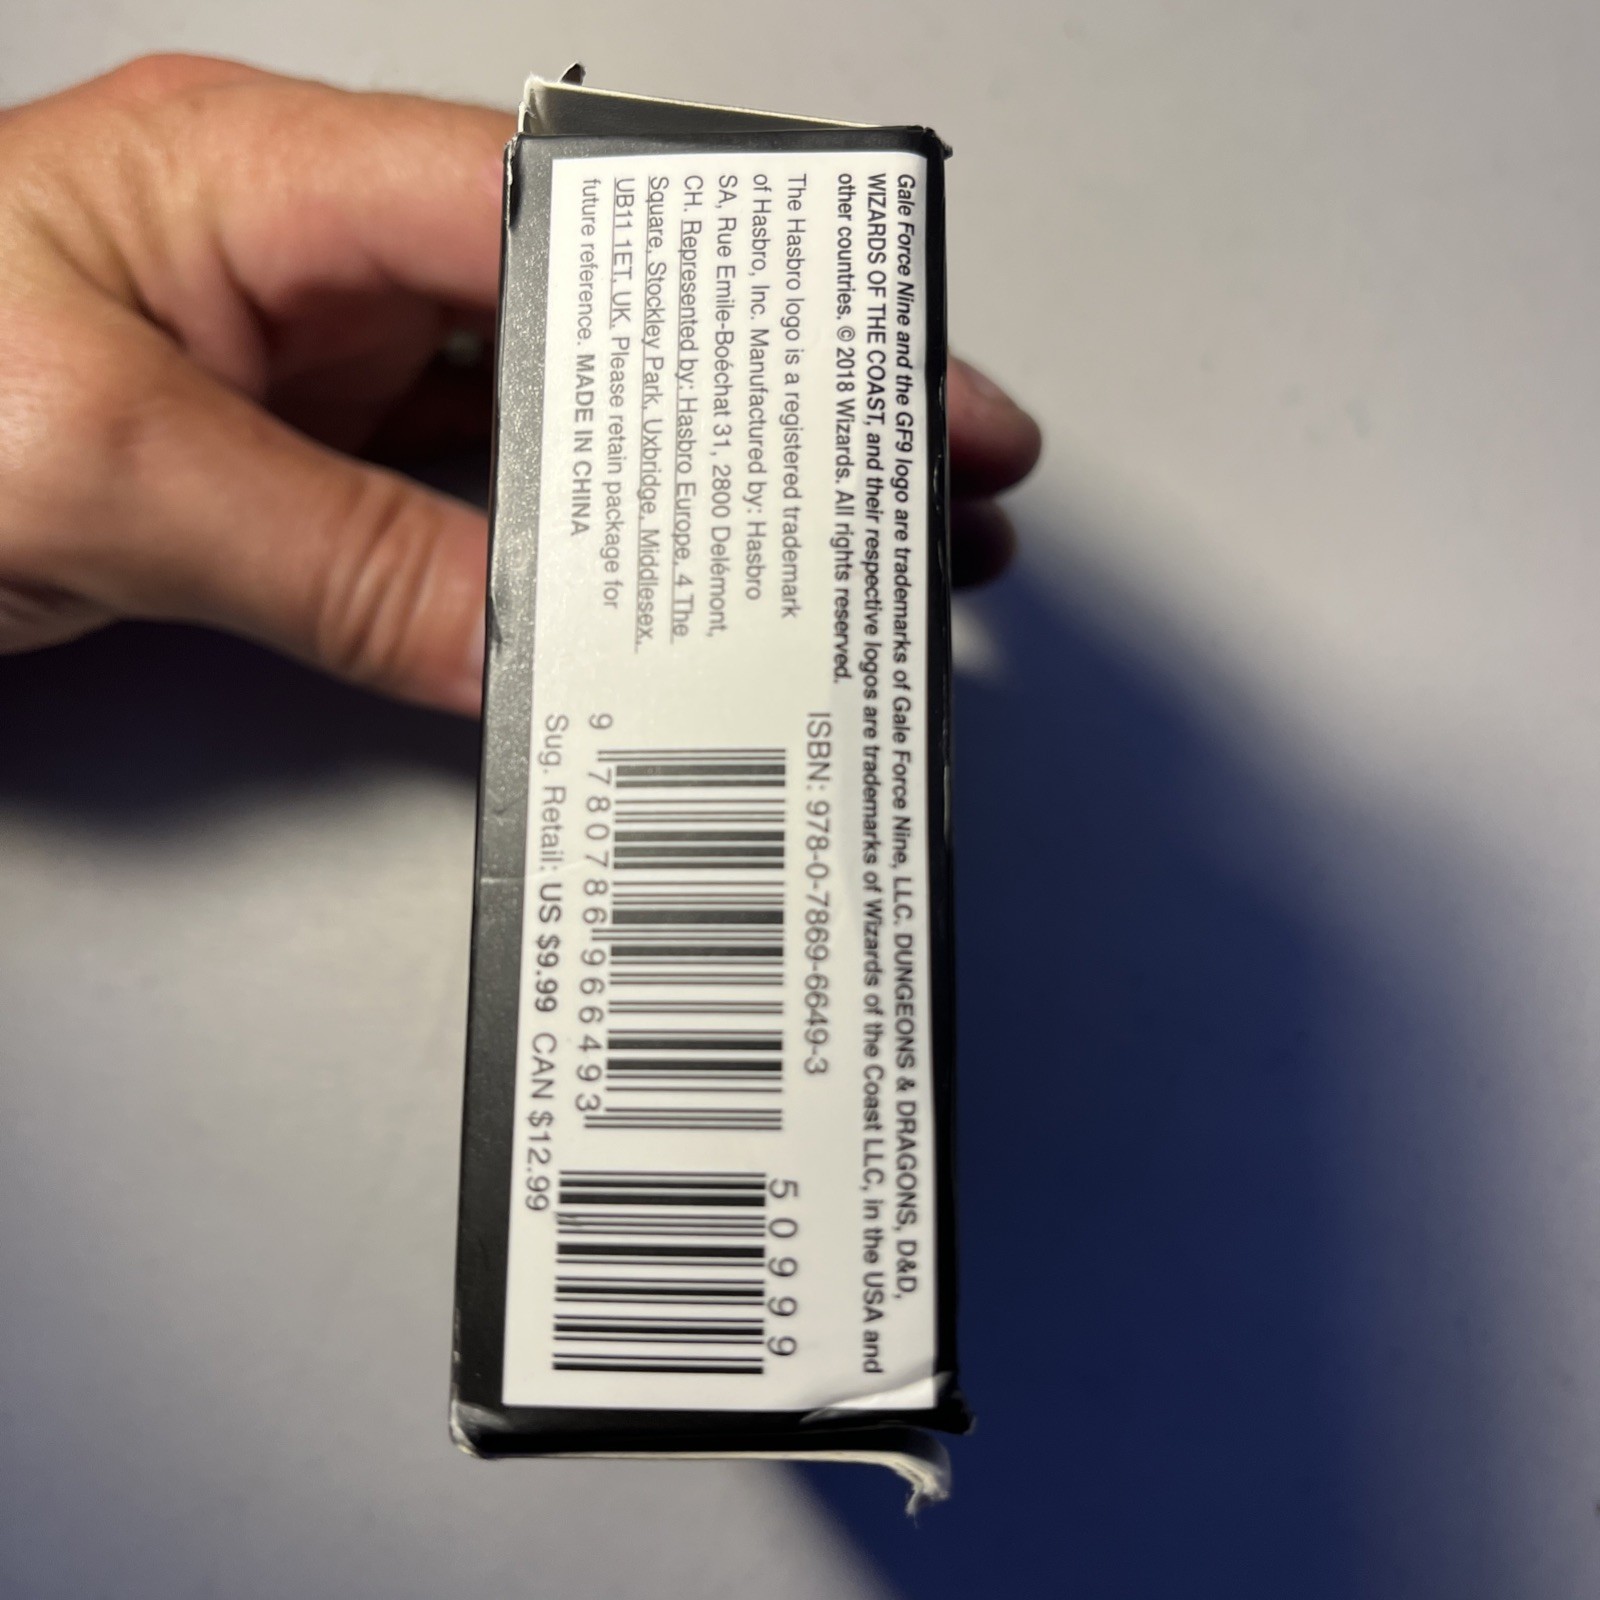 Gale Force Nine and the GF9 logo are trademarks of Gale Force Nine, LLC. DUNGEONS & DRAGONS, D&D,
WIZARDS OF THE COAST, and their respective logos are trademarks of Wizards of the Coast LLC, in the USA and
other countries. © 2018 Wizards. All rights reserved.
The Hasbro logo is a registered trademark
of Hasbro, Inc. Manufactured by: Hasbro
SA, Rue Emile-Boéchat 31, 2800 Delémont,
CH. Represented by: Hasbro Europe, 4 The
Square, Stockley Park, Uxbridge, Middlesex,
UB11 1ET, UK. Please retain package for
future reference. MADE IN CHINA
ISBN: 978-0-7869-6649-3
9 780786 966493
50999
Sug. Retail: US $9.99 CAN $12.99